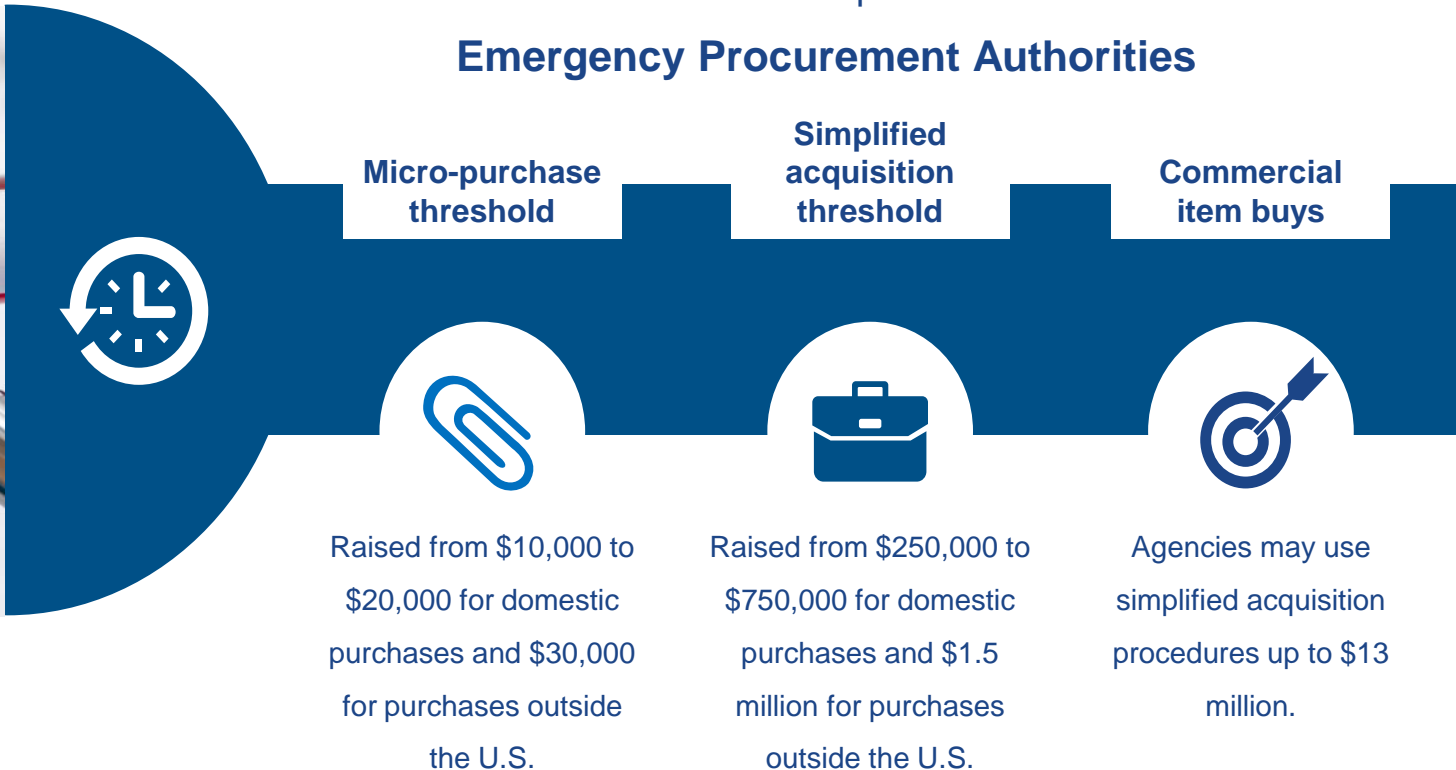 Emergency Procurement Authorities
Micro-purchase
threshold
Simplified
acquisition
threshold
Commercial
item buys
Raised from $10,000 to
$20,000 for domestic
purchases and $30,000
for purchases outside
the U.S.
Raised from $250,000 to
$750,000 for domestic
purchases and $1.5
million for purchases
outside the U.S.
Agencies may use
simplified acquisition
procedures up to $13
million.